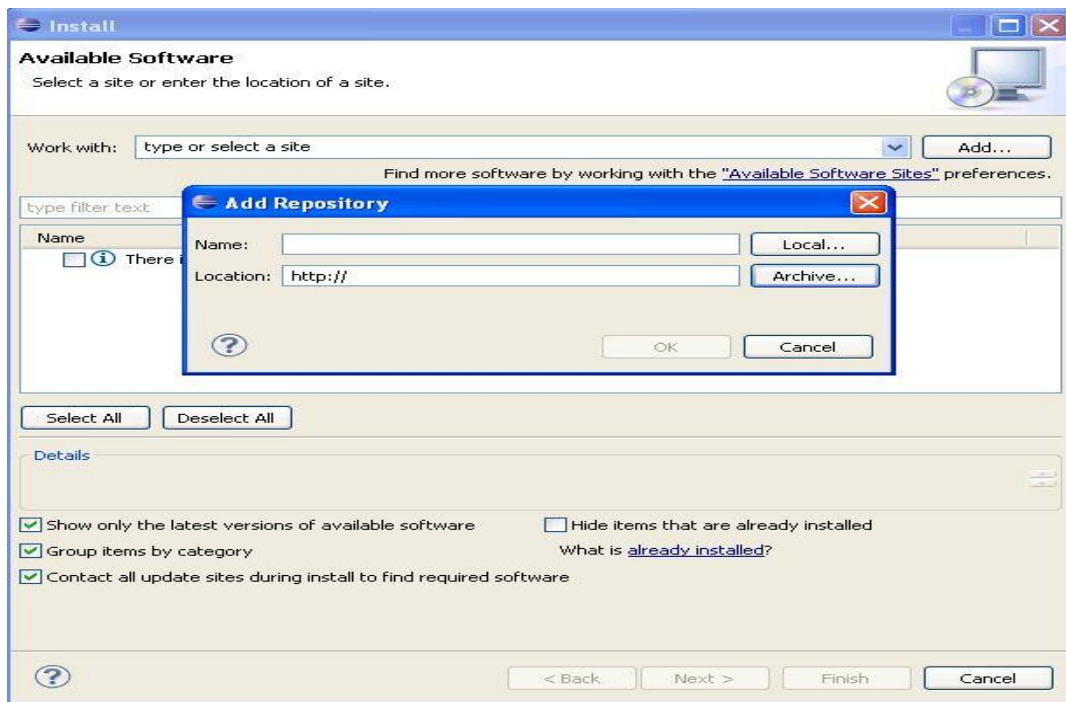 Install
Available Software
Select a site or enter the location of a site.
Work with: type or select a site Add...
Find more software by working with the "Available Software Sites" preferences.
type filter text
Name
There i
Add Repository
Name: Local...
Location: http:// Archive...
OK Cancel
Select All Deselect All
Details
Show only the latest versions of available software Hide items that are already installed
Group items by category What is already installed?
Contact all update sites during install to find required software
< Back Next > Finish Cancel